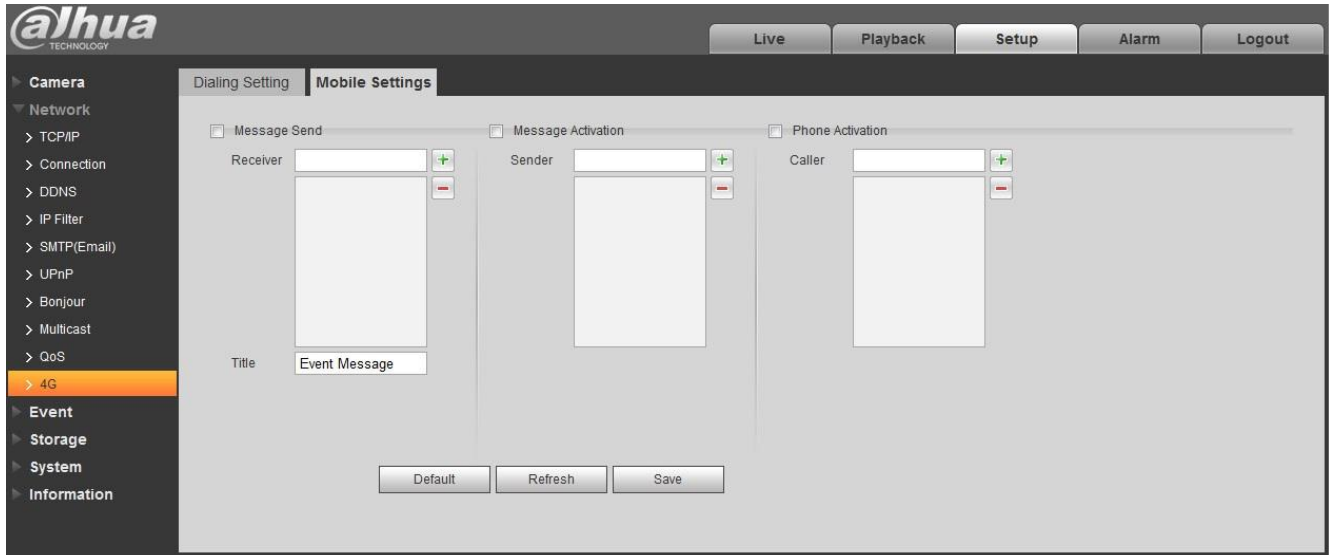 alhua
TECHNOLOGY
Live Playback Setup Alarm Logout
Camera
Network
TCP/IP
Connection
DDNS
IP Filter
SMTP(Email)
UPnP
Bonjour
Multicast
QoS
4G
Event
Storage
System
Information
Dialing Setting Mobile Settings
Message Send Message Activation Phone Activation
Receiver Sender Caller
Title Event Message
Default Refresh Save